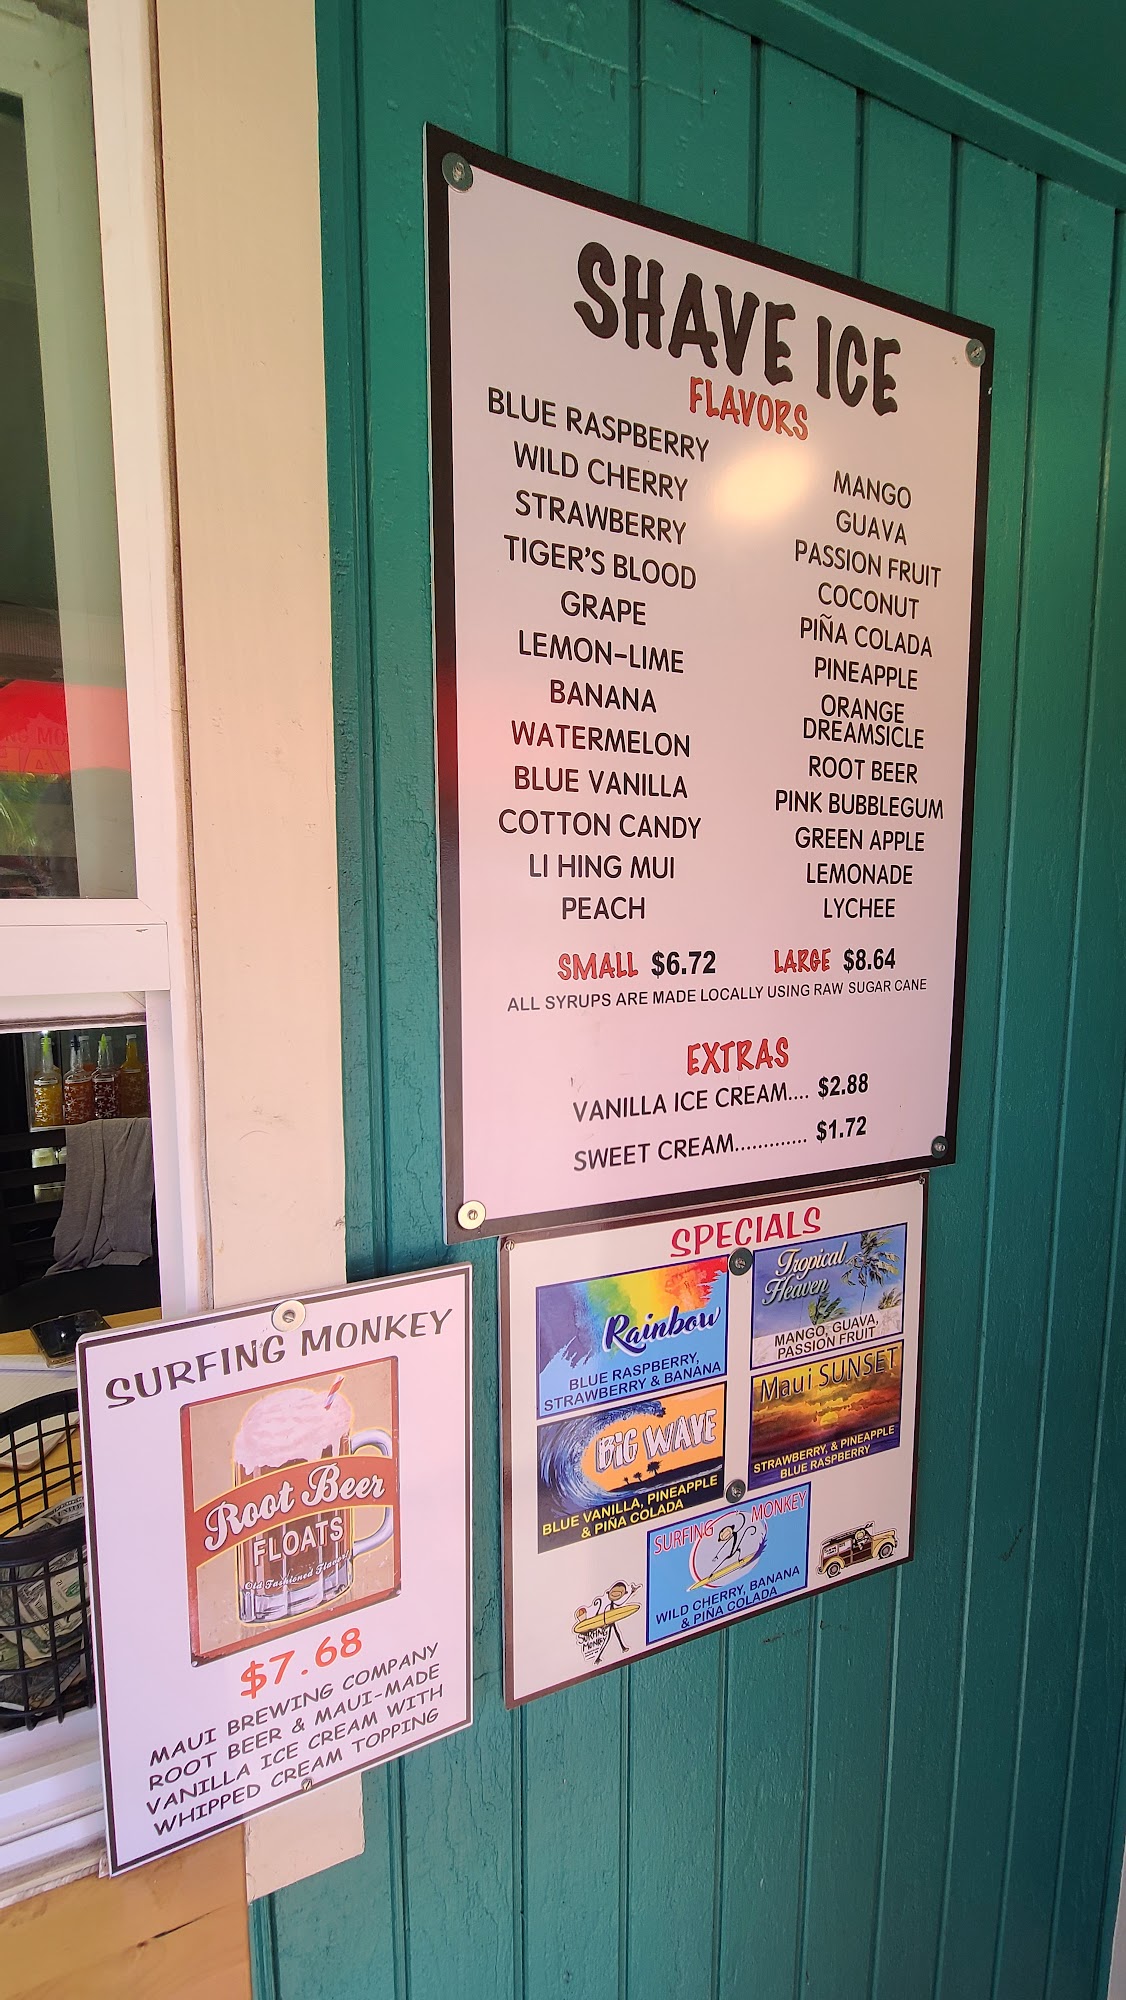 SHAVE ICE
FLAVORS
BLUE RASPBERRY
WILD CHERRY
STRAWBERRY
TIGER'S BLOOD
GRAPE
LEMON-LIME
BANANA
WATERMELON
BLUE VANILLA
COTTON CANDY
LI HING MUI
PEACH
MANGO
GUAVA
PASSION FRUIT
COCONUT
PIÑA COLADA
PINEAPPLE
ORANGE
DREAMSICLE
ROOT BEER
PINK BUBBLEGUM
GREEN APPLE
LEMONADE
LYCHEE
SMALL $6.72 LARGE $8.64
ALL SYRUPS ARE MADE LOCALLY USING RAW SUGAR CANE
EXTRAS
VANILLA ICE CREAM.... $2.88
SWEET CREAM............. $1.72
SPECIALS
Rainbow
BLUE RASPBERRY,
STRAWBERRY & BANANA
Tropical
Heaven
MANGO, GUAVA,
PASSION FRUIT
BIG WAVE
BLUE VANILLA, PINEAPPLE
& PIÑA COLADA
Maui SUNSET
STRAWBERRY, & PINEAPPLE
BLUE RASPBERRY
SURFING MONKEY
WILD CHERRY, BANANA
& PIÑA COLADA
SURFING
MONKEY
SURFING MONKEY
Root Beer
FLOATS
Old Fashioned Flavor
$7.68
MAUI BREWING COMPANY
ROOT BEER & MAUI-MADE
VANILLA ICE CREAM WITH
WHIPPED CREAM TOPPING